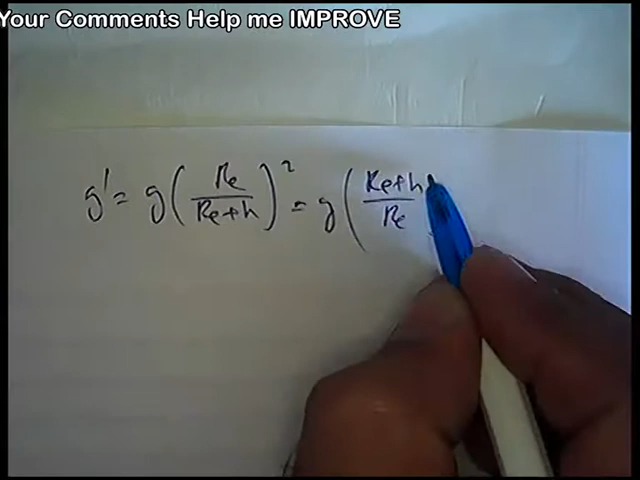 Your Comments Help me IMPROVE
g' = g(Re/Re+h)² = g(Re+h/Re